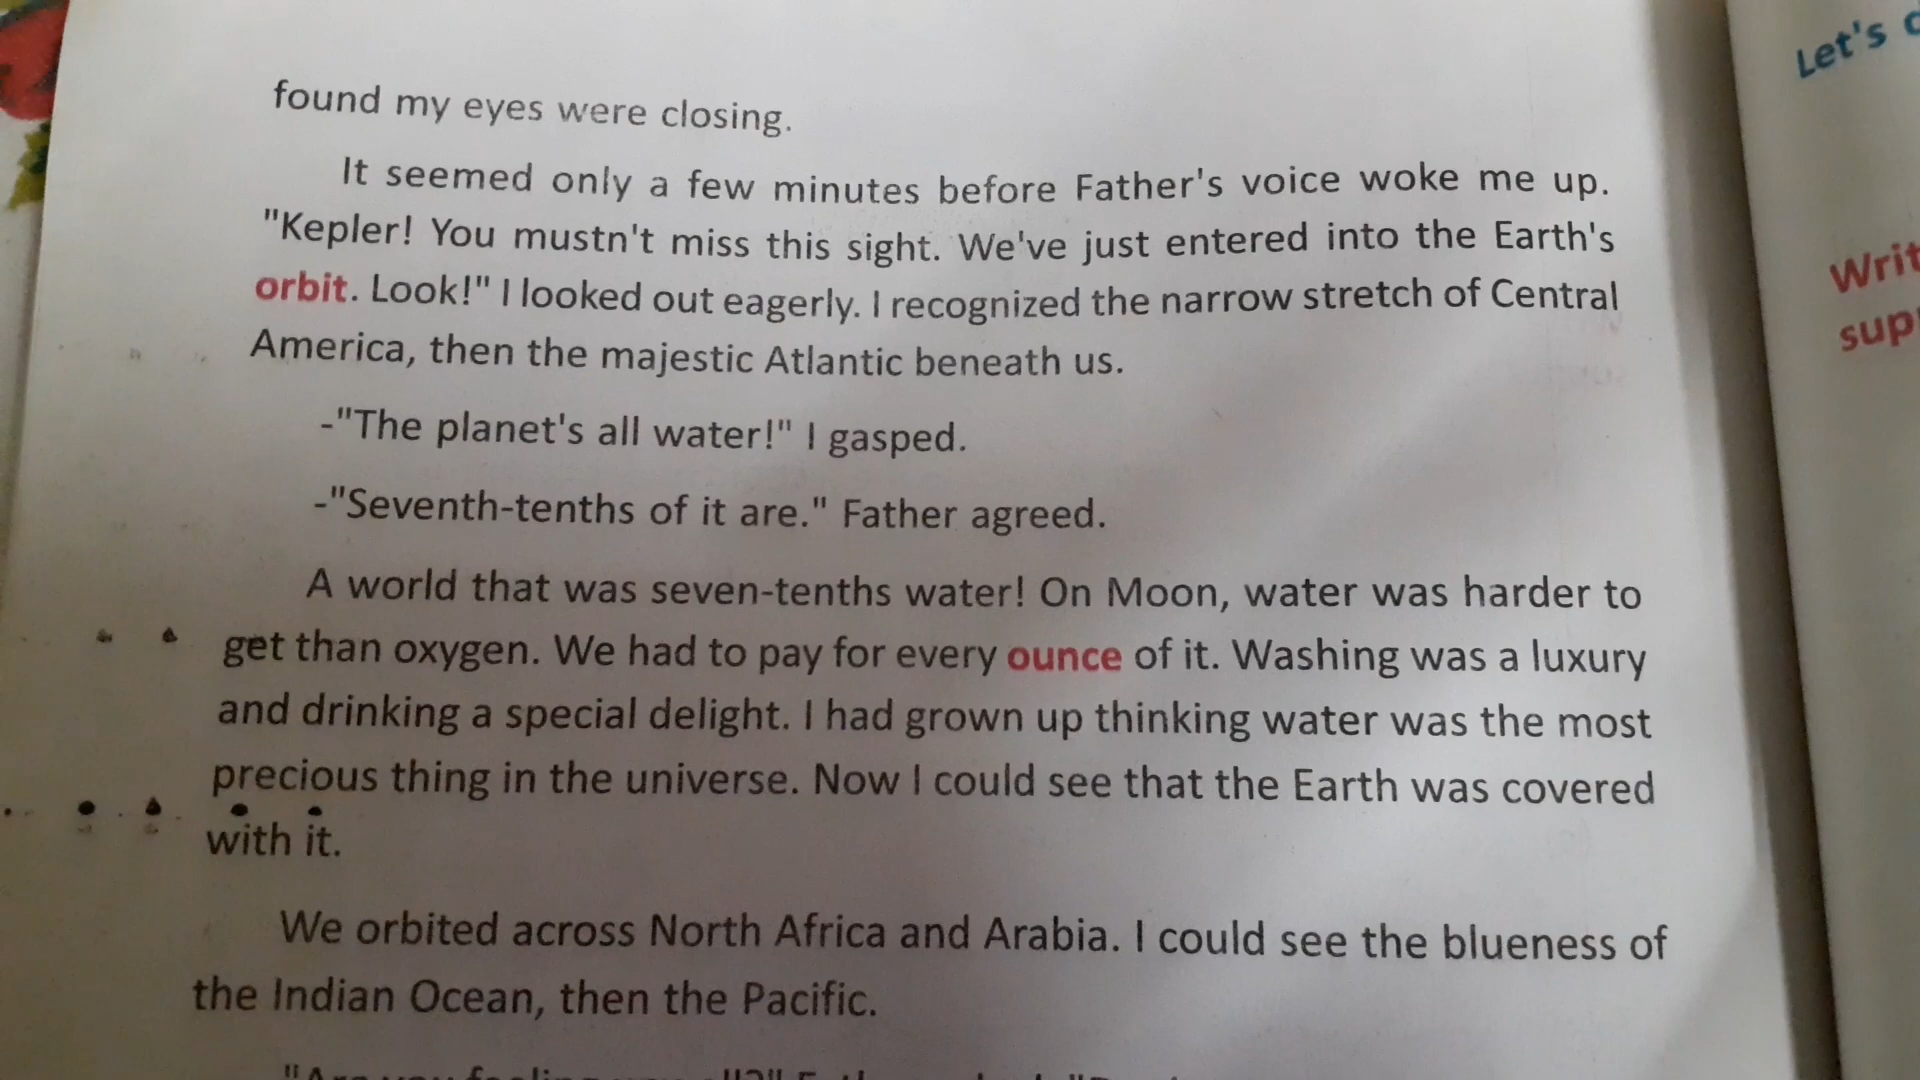 found my eyes were closing.
It seemed only a few minutes before Father's voice woke me up.
"Kepler! You mustn't miss this sight. We've just entered into the Earth's
orbit. Look!" I looked out eagerly. I recognized the narrow stretch of Central
America, then the majestic Atlantic beneath us.
-"The planet's all water!" I gasped.
-"Seventh-tenths of it are." Father agreed.
A world that was seven-tenths water! On Moon, water was harder to
get than oxygen. We had to pay for every ounce of it. Washing was a luxury
and drinking a special delight. I had grown up thinking water was the most
precious thing in the universe. Now I could see that the Earth was covered
with it.
We orbited across North Africa and Arabia. I could see the blueness of
the Indian Ocean, then the Pacific.
Let's